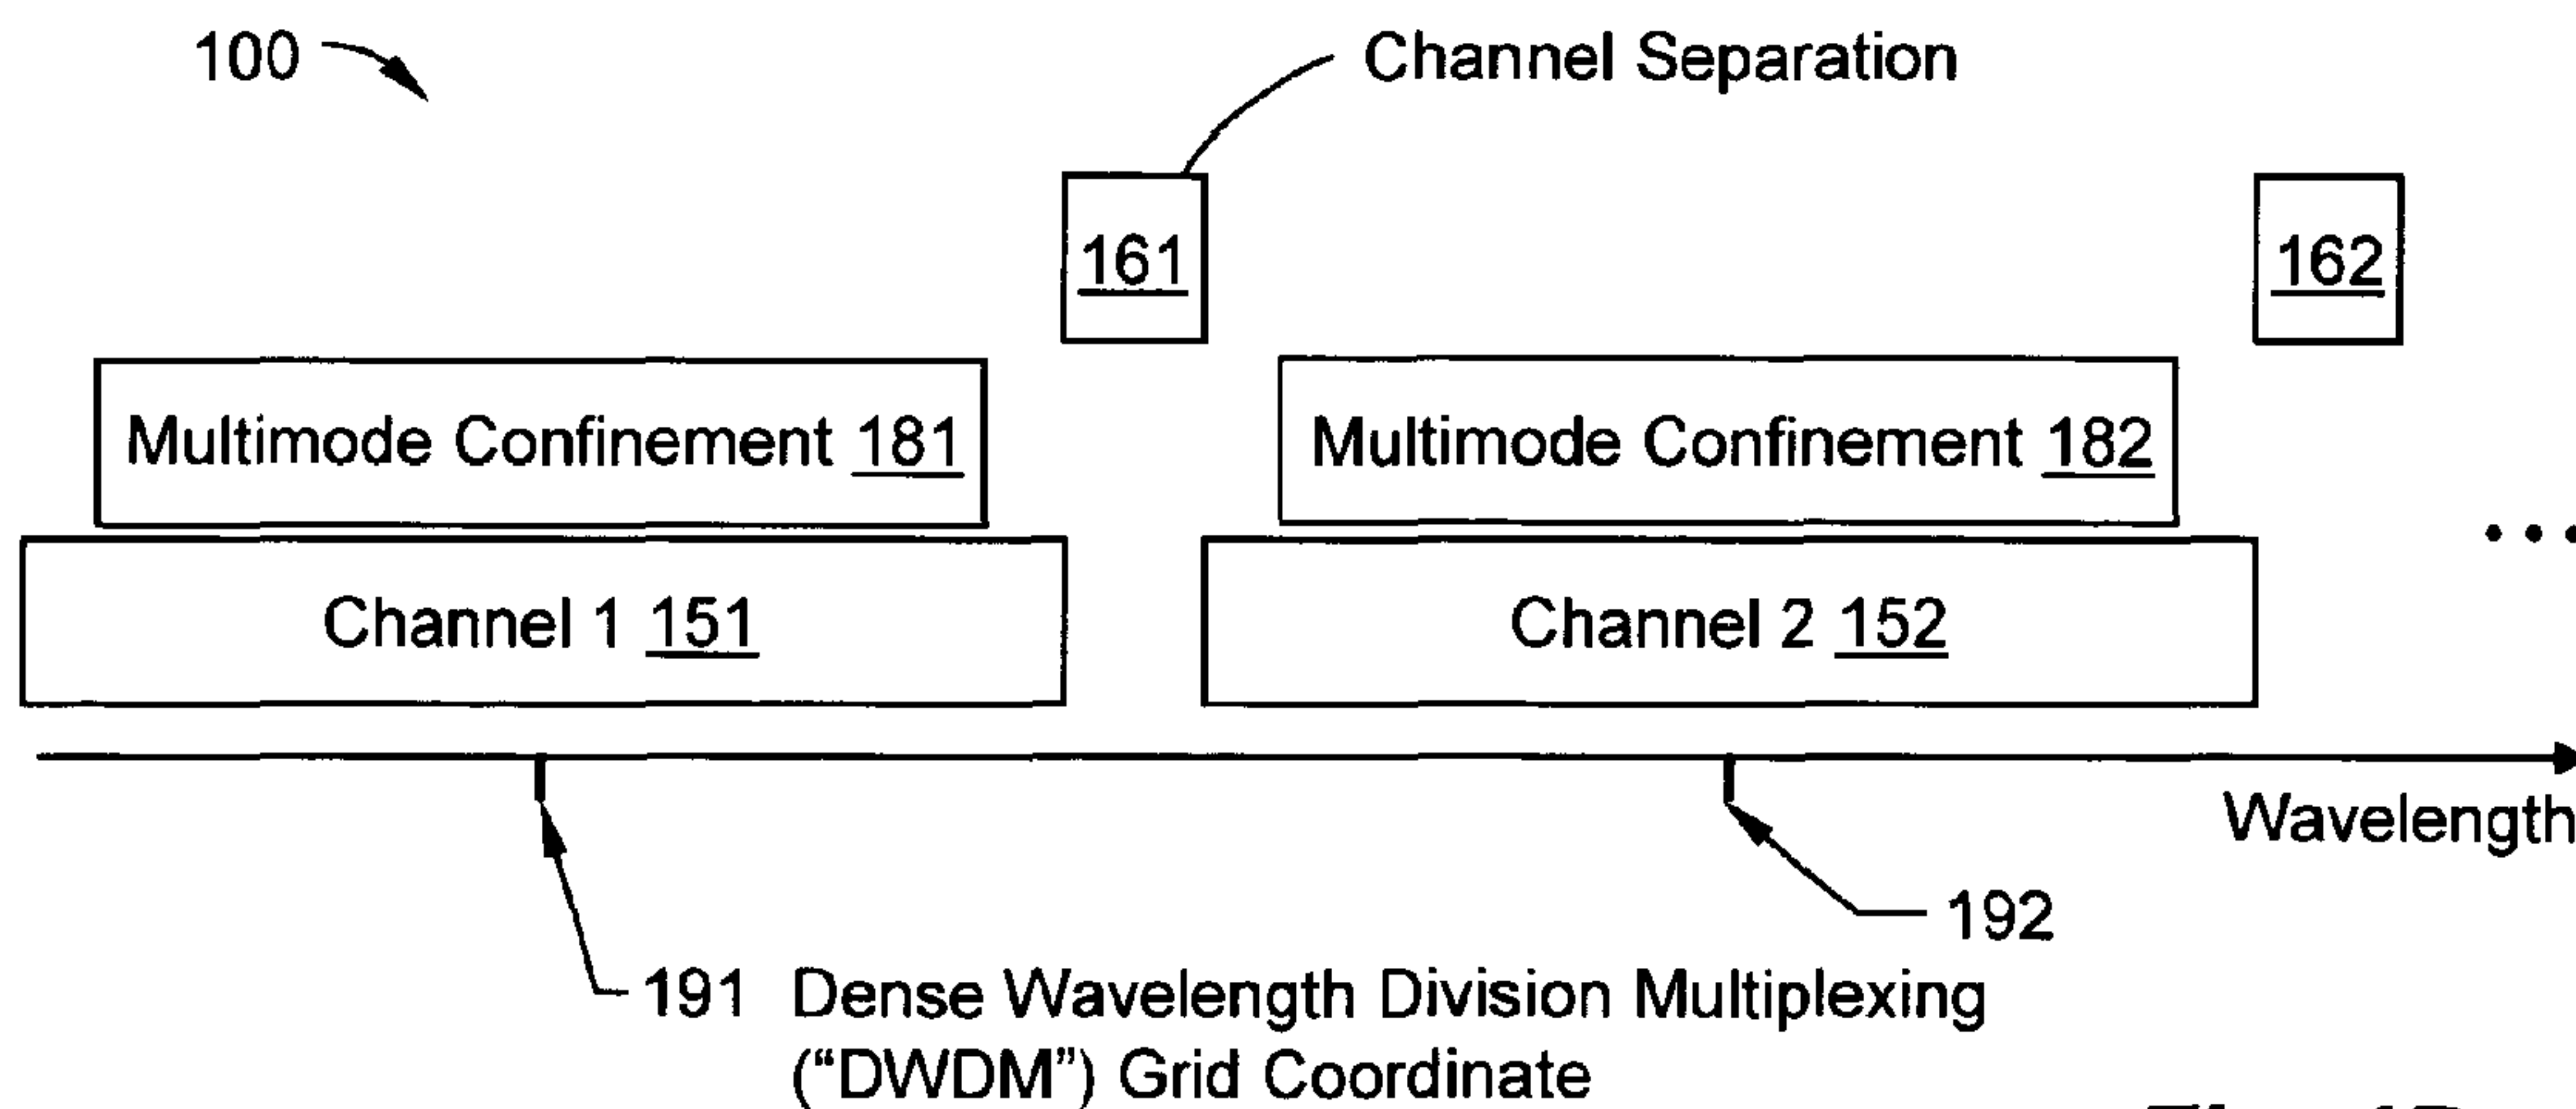 100
Channel Separation
161
162
Multimode Confinement 181
Multimode Confinement 182
Channel 1 151
Channel 2 152
Wavelength
192
191 Dense Wavelength Division Multiplexing
("DWDM") Grid Coordinate